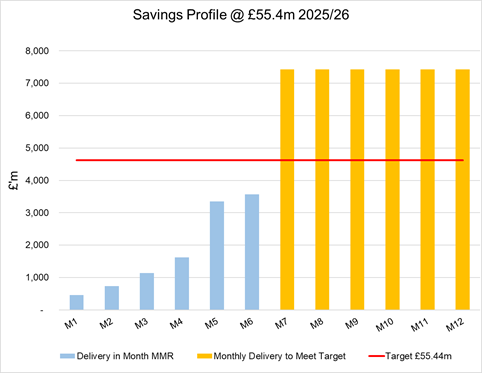 Savings Profile @ £55.4m 2025/26
8,000
7,000
6,000
5,000
4,000
3,000
2,000
1,000
-
£'m
M1 M2 M3 M4 M5 M6 M7 M8 M9 M10 M11 M12
Delivery in Month MMR Monthly Delivery to Meet Target Target £55.44m